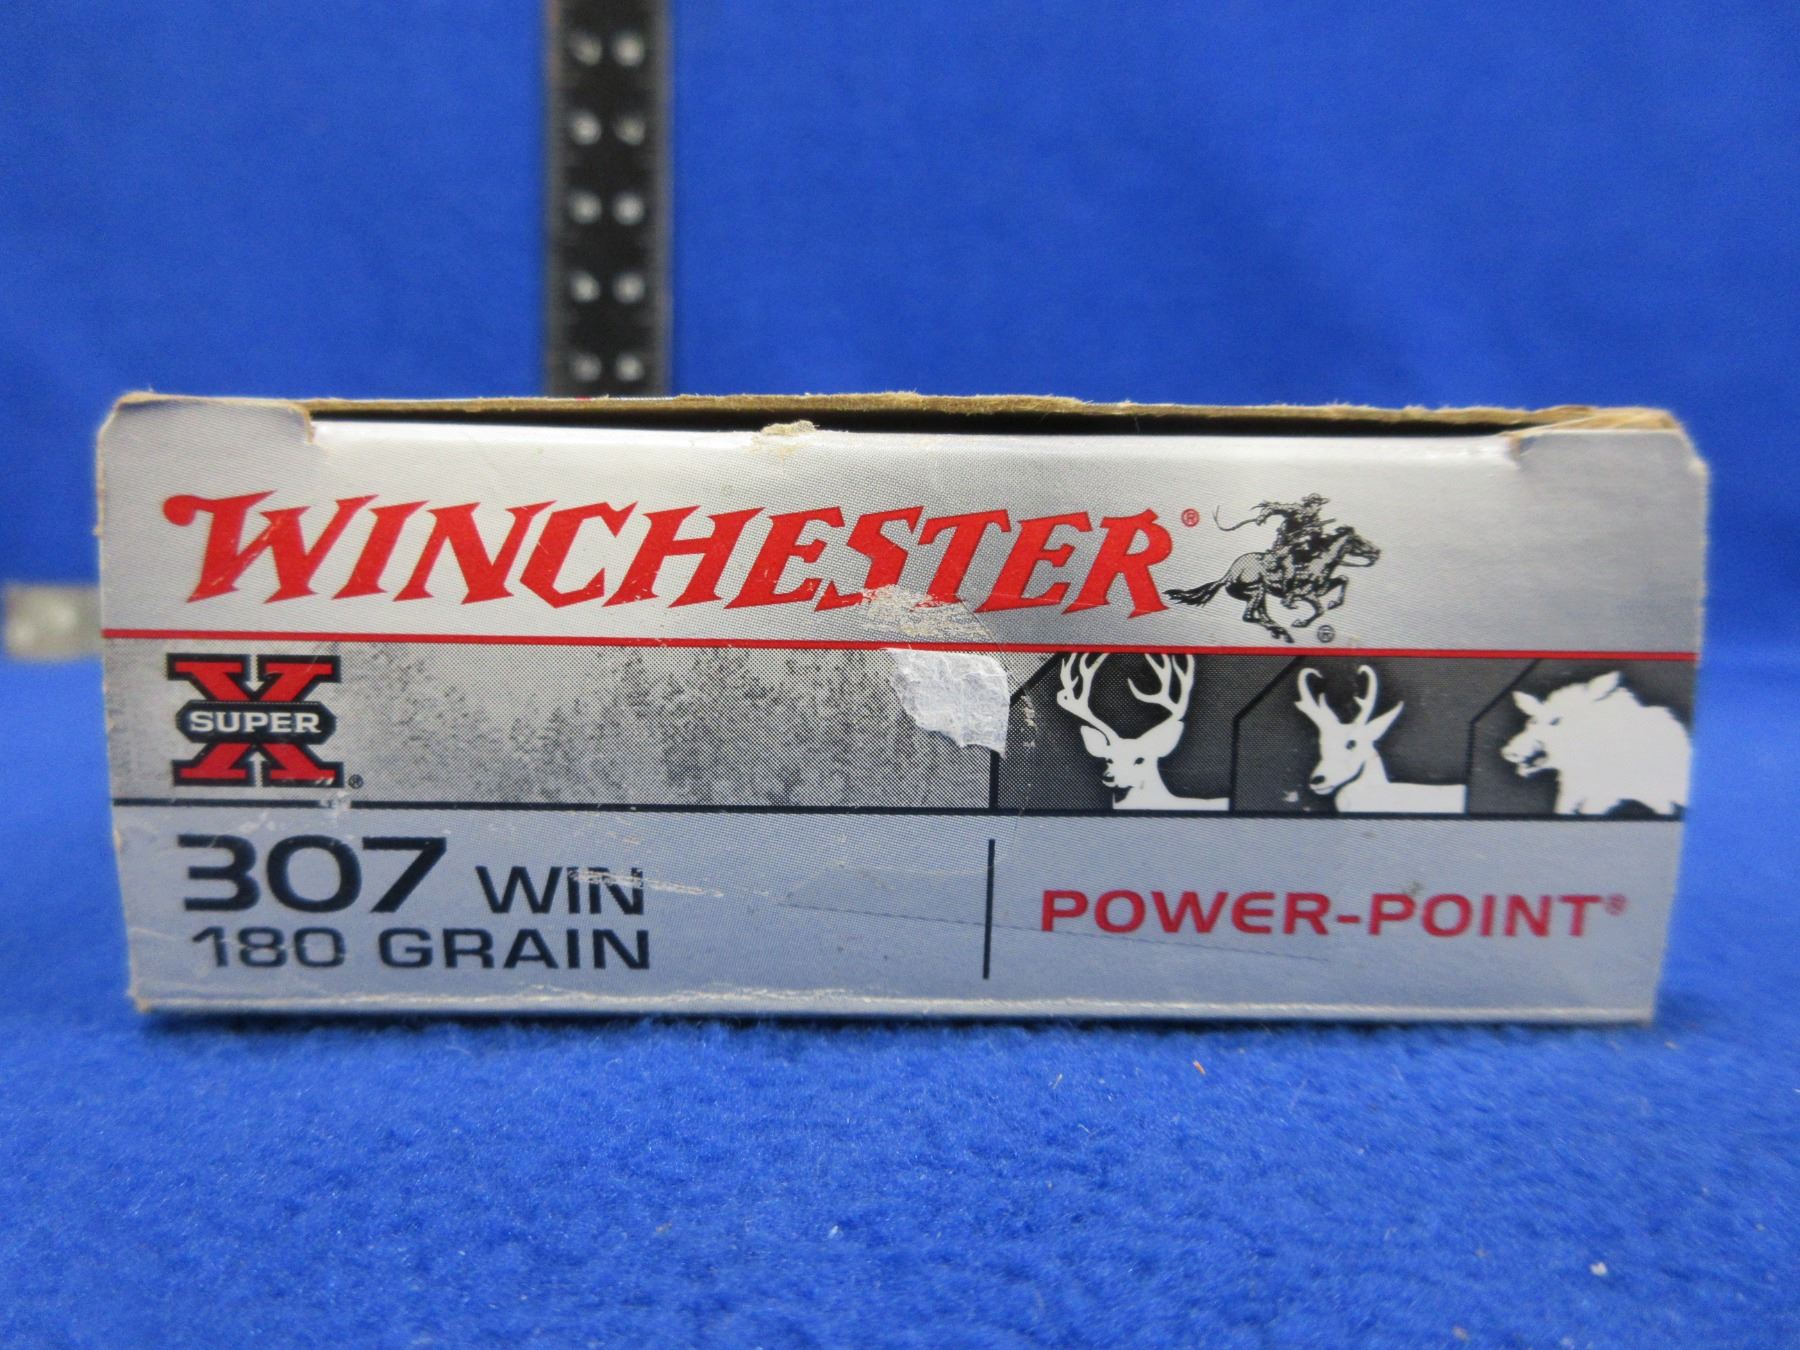 WINCHESTER®
®
X
SUPER
®
307 WIN
180 GRAIN
POWER-POINT®